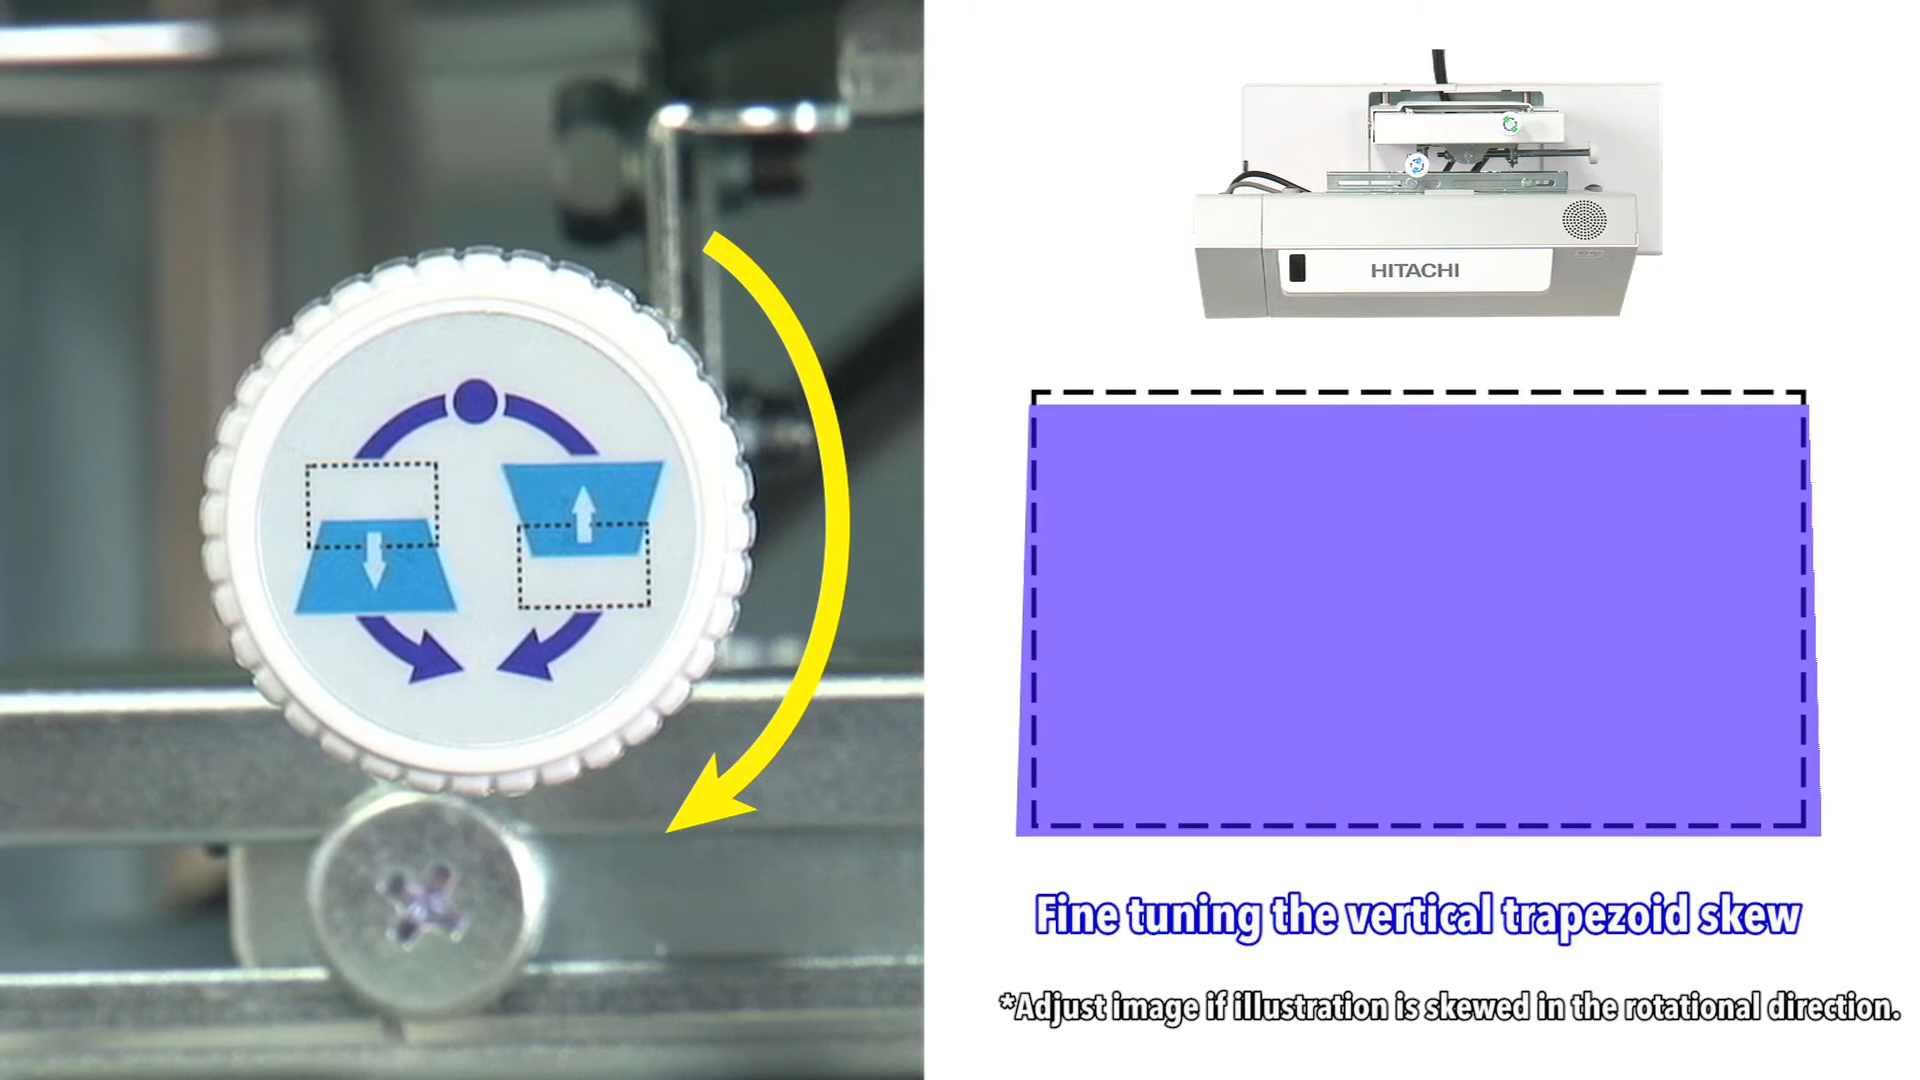 HITACHI
Fine tuning the vertical trapezoid skew
*Adjust image if illustration is skewed in the rotational direction.